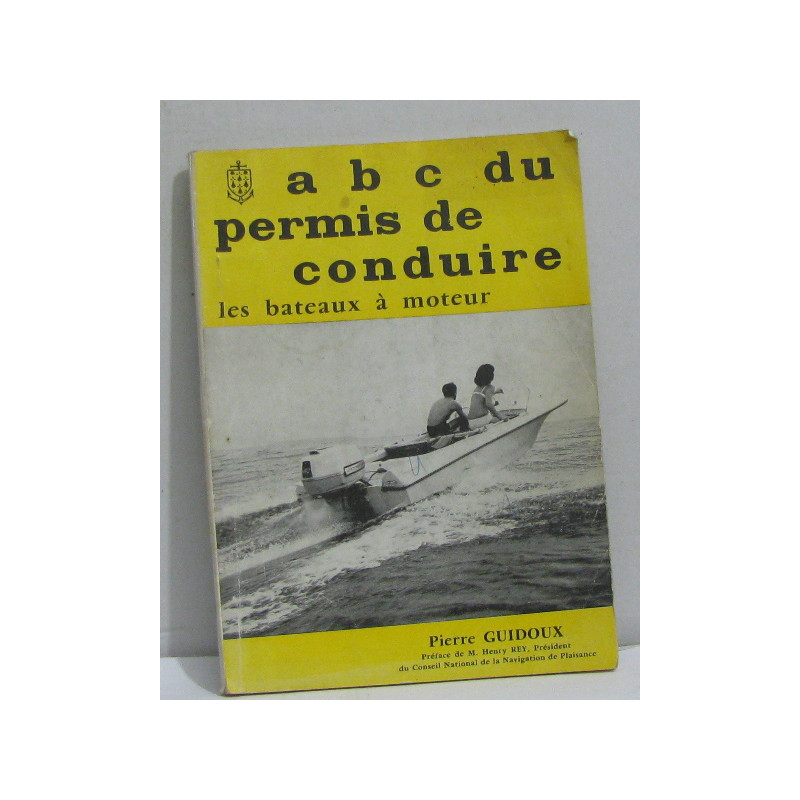 a b c du
permis de
conduire
les bateaux à moteur
Pierre GUIDOUX
Préface de M. Henry REY, Président
du Conseil National de la Navigation de Plaisance